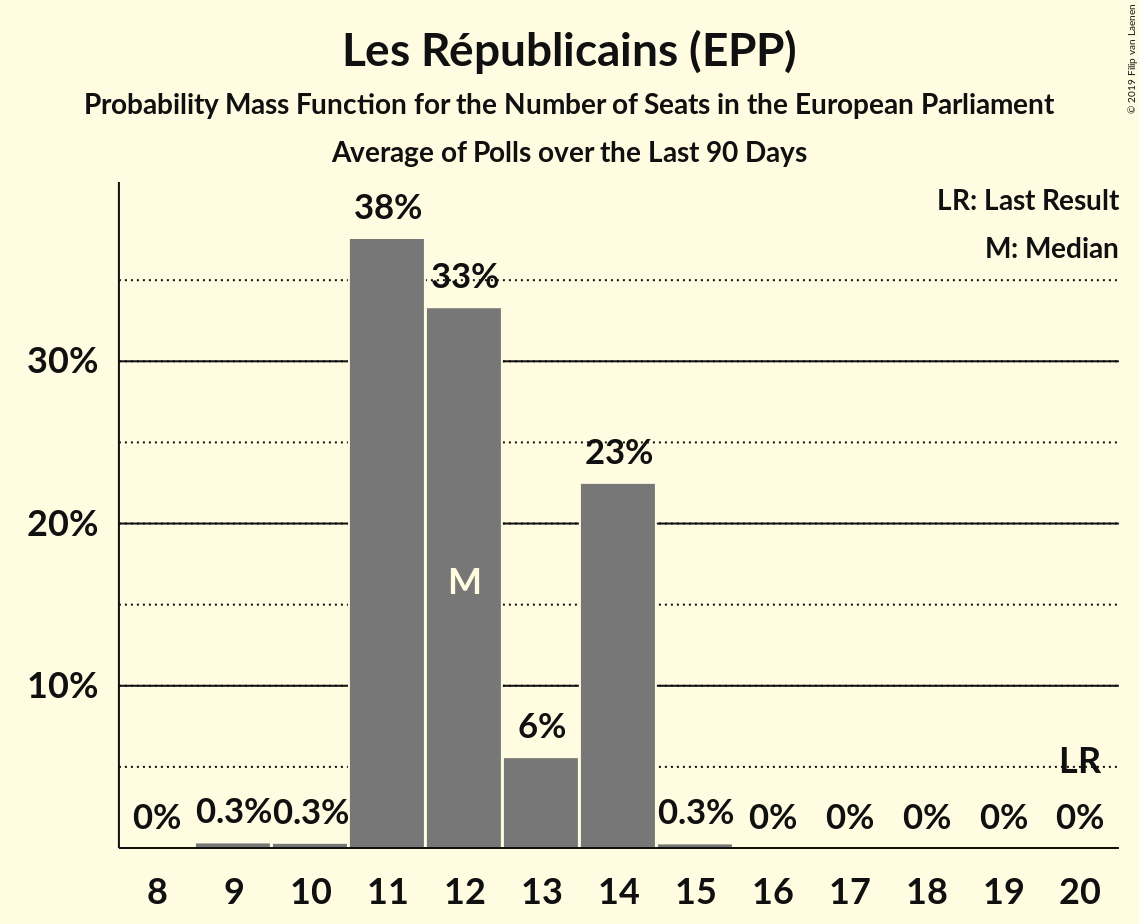 Les Républicains (EPP)
Probability Mass Function for the Number of Seats in the European Parliament
Average of Polls over the Last 90 Days
© 2019 Filip van Laenen
LR: Last Result
M: Median
38%
33%
30%
23%
20%
M
10%
6%
LR
0% 0.3% 0.3% 0.3% 0% 0% 0% 0% 0%
8 9 10 11 12 13 14 15 16 17 18 19 20